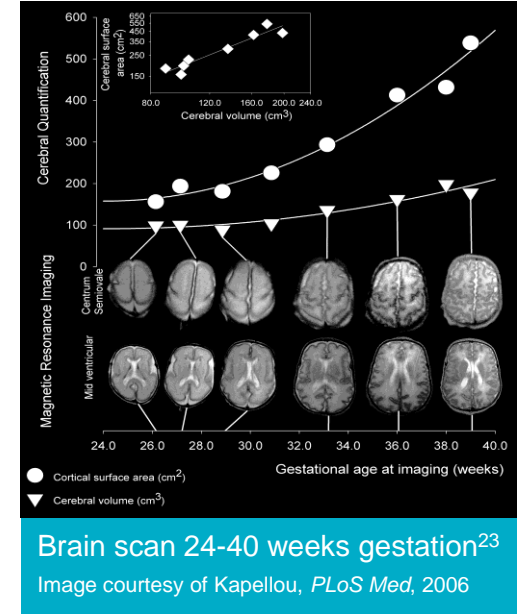 600
500
400
300
200
100
0
Cerebral Quantification
650
550
450
350
250
150
Cerebral surface
area (cm²)
80.0 120.0 160.0 200.0 240.0
Cerebral volume (cm³)
Magnetic Resonance Imaging
Centrum
Semiovale
Mid ventricular
24.0 26.0 28.0 30.0 32.0 34.0 36.0 38.0 40.0
Gestational age at imaging (weeks)
Cortical surface area (cm²)
Cerebral volume (cm³)
Brain scan 24-40 weeks gestation²³
Image courtesy of Kapellou, PLoS Med, 2006